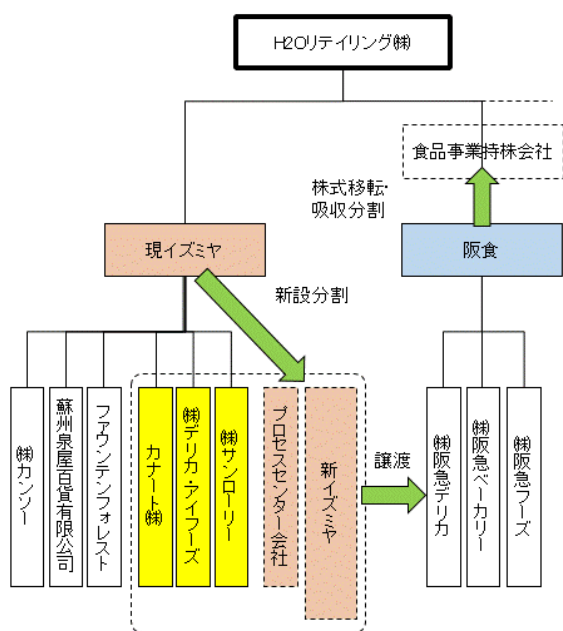 H2Oリテイリング㈱
食品事業持株会社
株式移転・
吸収分割
現イズミヤ
阪食
新設分割
㈱カンソー
蘇州泉屋百貨有限公司
ファウンテンフォレスト
カナート㈱
㈱デリカ・アイフーズ
㈱サンローリー
プロセスセンター会社
新イズミヤ
譲渡
㈱阪急デリカ
㈱阪急ベーカリー
㈱阪急フーズ